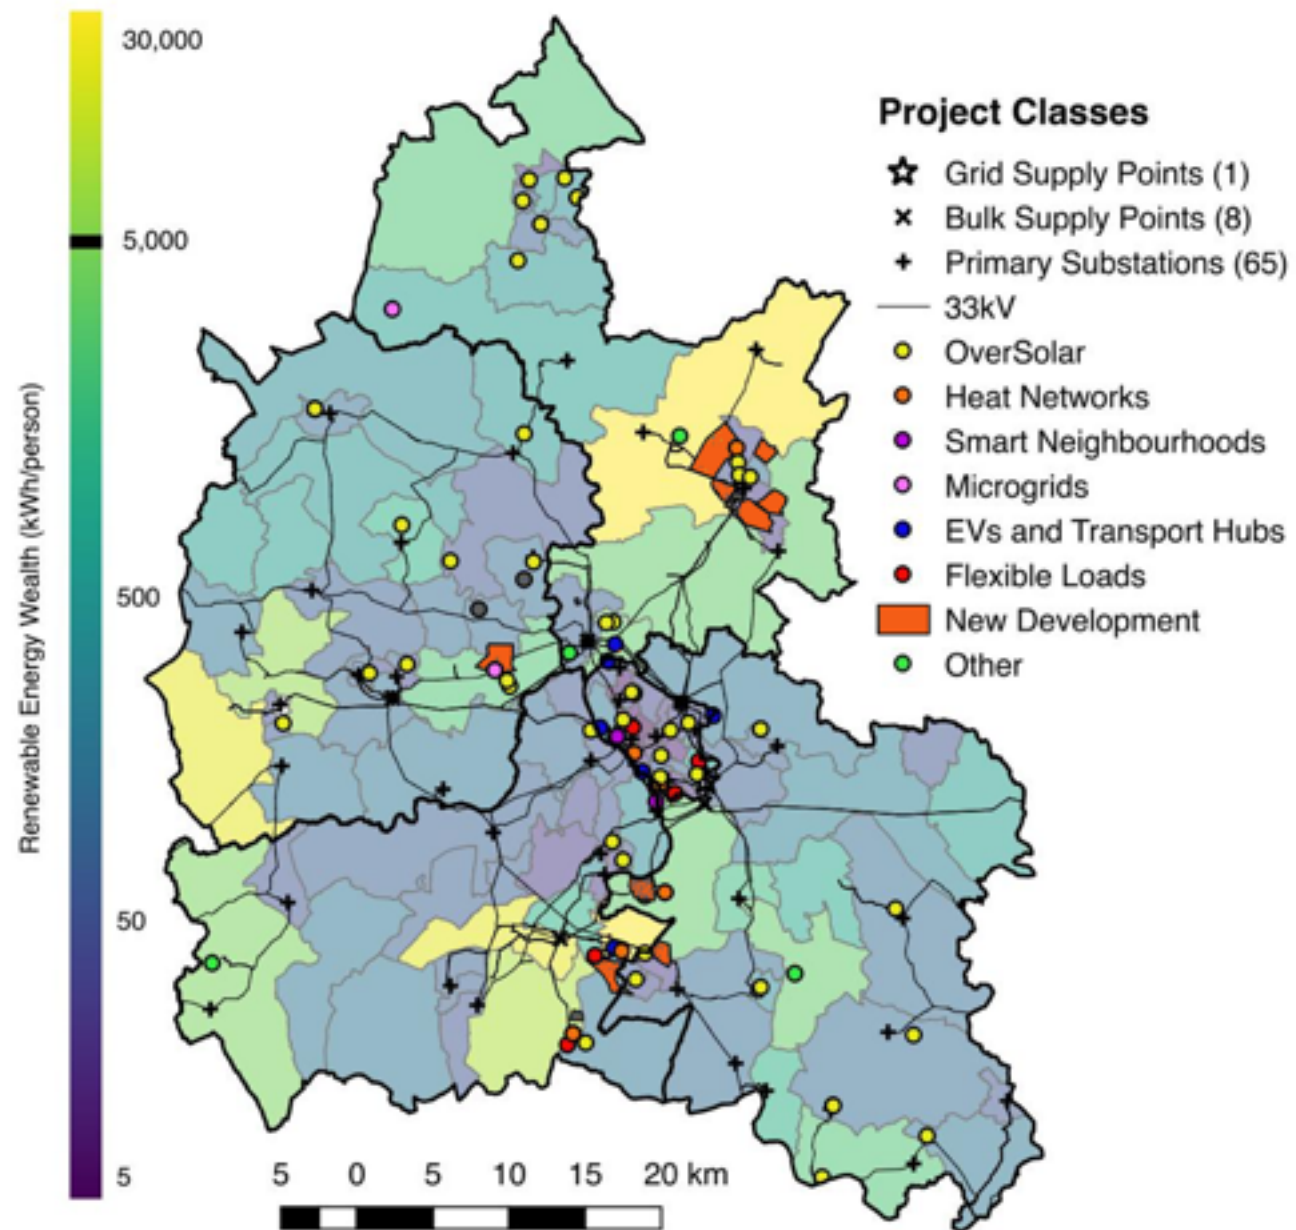 30,000
5,000
500
50
5
Renewable Energy Wealth (kWh/person)
Project Classes
Grid Supply Points (1)
Bulk Supply Points (8)
Primary Substations (65)
33kV
OverSolar
Heat Networks
Smart Neighbourhoods
Microgrids
EVs and Transport Hubs
Flexible Loads
New Development
Other
5 0 5 10 15 20 km